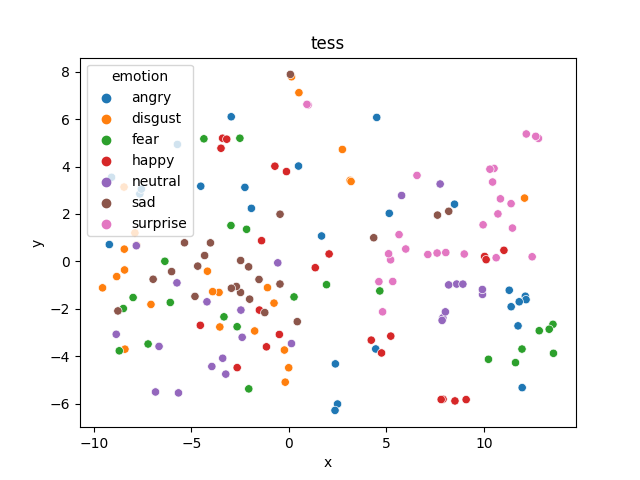 tess
emotion
angry
disgust
fear
happy
neutral
sad
surprise
8
6
4
2
0
−2
−4
−6
y
−10
−5
0
5
10
x